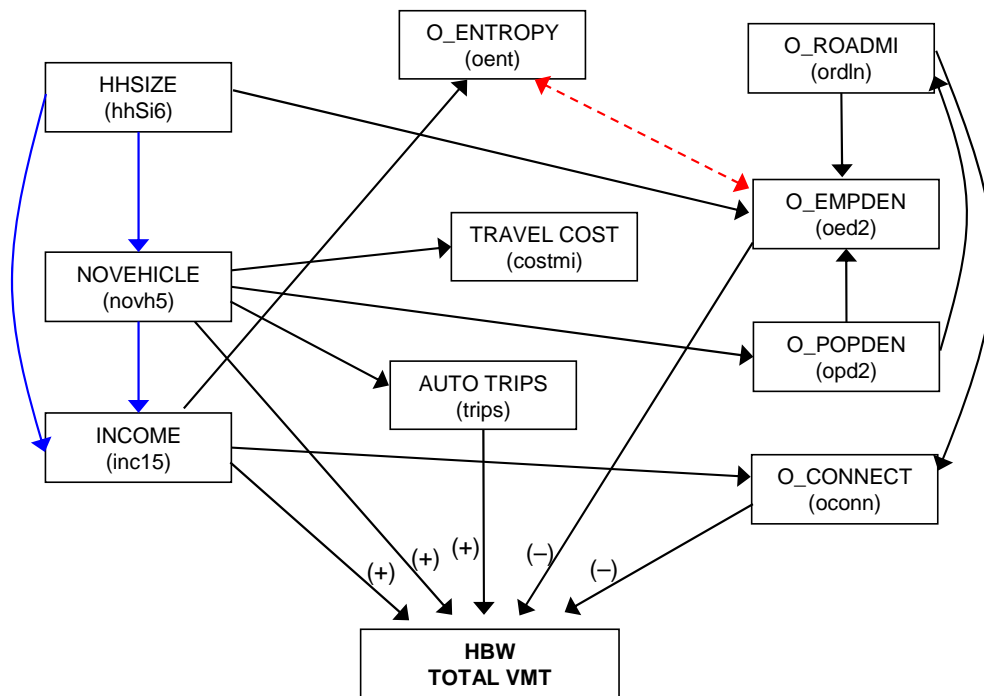 O_ENTROPY
(oent)
O_ROADMI
(ordln)
HHSIZE
(hhSi6)
O_EMPDEN
(oed2)
TRAVEL COST
(costmi)
NOVEHICLE
(novh5)
O_POPDEN
(opd2)
AUTO TRIPS
(trips)
INCOME
(inc15)
O_CONNECT
(oconn)
(+)
(+)
(+)
(–)
(–)
HBW
TOTAL VMT